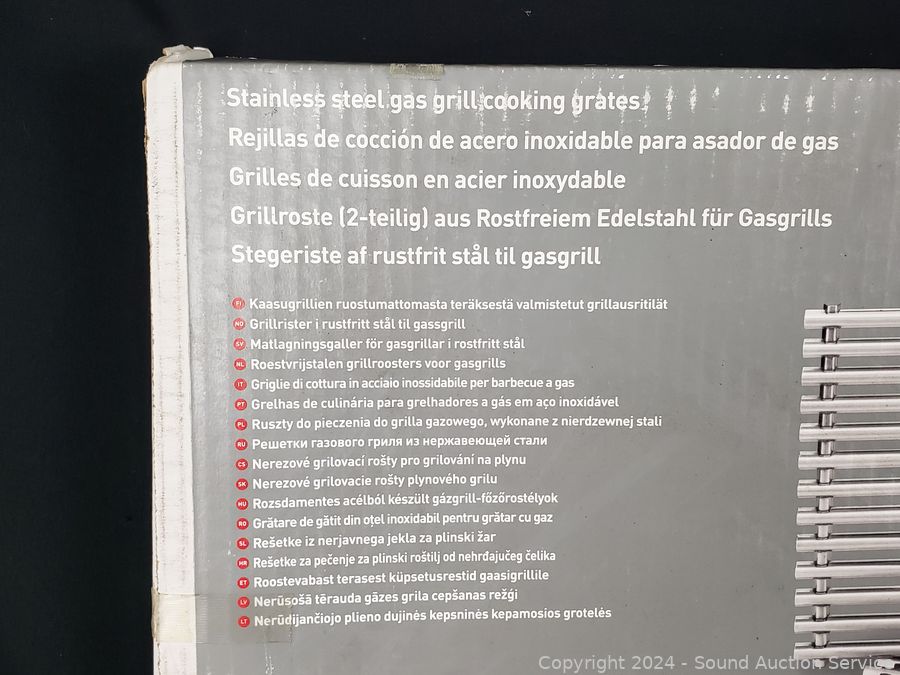 Stainless steel gas grill cooking grates
Rejillas de cocción de acero inoxidable para asador de gas
Grilles de cuisson en acier inoxydable
Grillroste (2-teilig) aus Rostfreiem Edelstahl für Gasgrills
Stegeriste af rustfrit stål til gasgrill
FI Kaasugrillien ruostumattomasta teräksestä valmistetut grillausritilät
NO Grillrister i rustfritt stål til gassgrill
SV Matlagningsgaller för gasgrillar i rostfritt stål
NL Roestvrijstalen grillroosters voor gasgrills
IT Griglie di cottura in acciaio inossidabile per barbecue a gas
PT Grelhas de culinária para grelhadores a gás em aço inoxidável
PL Ruszty do pieczenia do grilla gazowego, wykonane z nierdzewnej stali
RU Решетки газового гриля из нержавеющей стали
CS Nerezové grilovací rošty pro grilování na plynu
SK Nerezové grilovacie rošty plynového grilu
HU Rozsdamentes acélból készült gázgrill-főzőrostélyok
RO Grătare de gătit din oțel inoxidabil pentru grătar cu gaz
SL Rešetke iz nerjavnega jekla za plinski žar
HR Rešetke za pečenje za plinski roštilj od nehrđajučeg čelika
ET Roostevabast terasest küpsetusrestid gaasigrillile
LV Nerūsošā tērauda gāzes grila cepšanas režģi
LT Nerūdijančiojo plieno dujinės kepsninės kepamosios grotelės
Copyright 2024 - Sound Auction Service